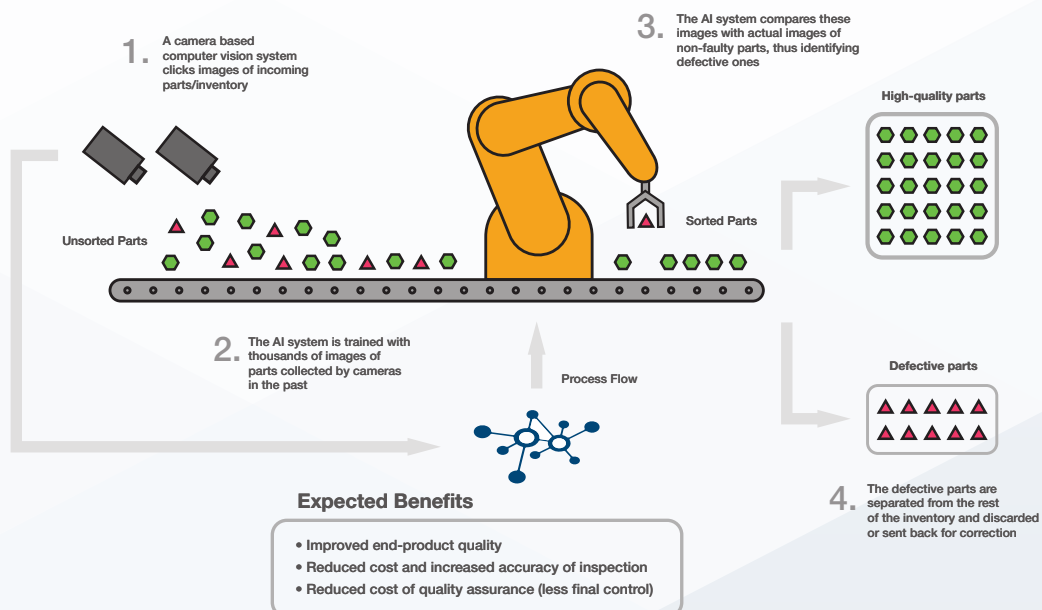 1.
A camera based
computer vision system
clicks images of incoming
parts/inventory
3.
The AI system compares these
images with actual images of
non-faulty parts, thus identifying
defective ones
High-quality parts
Unsorted Parts
Sorted Parts
2.
The AI system is trained with
thousands of images of
parts collected by cameras
in the past
Process Flow
Defective parts
4.
The defective parts are
separated from the rest
of the inventory and discarded
or sent back for correction
Expected Benefits
• Improved end-product quality
• Reduced cost and increased accuracy of inspection
• Reduced cost of quality assurance (less final control)